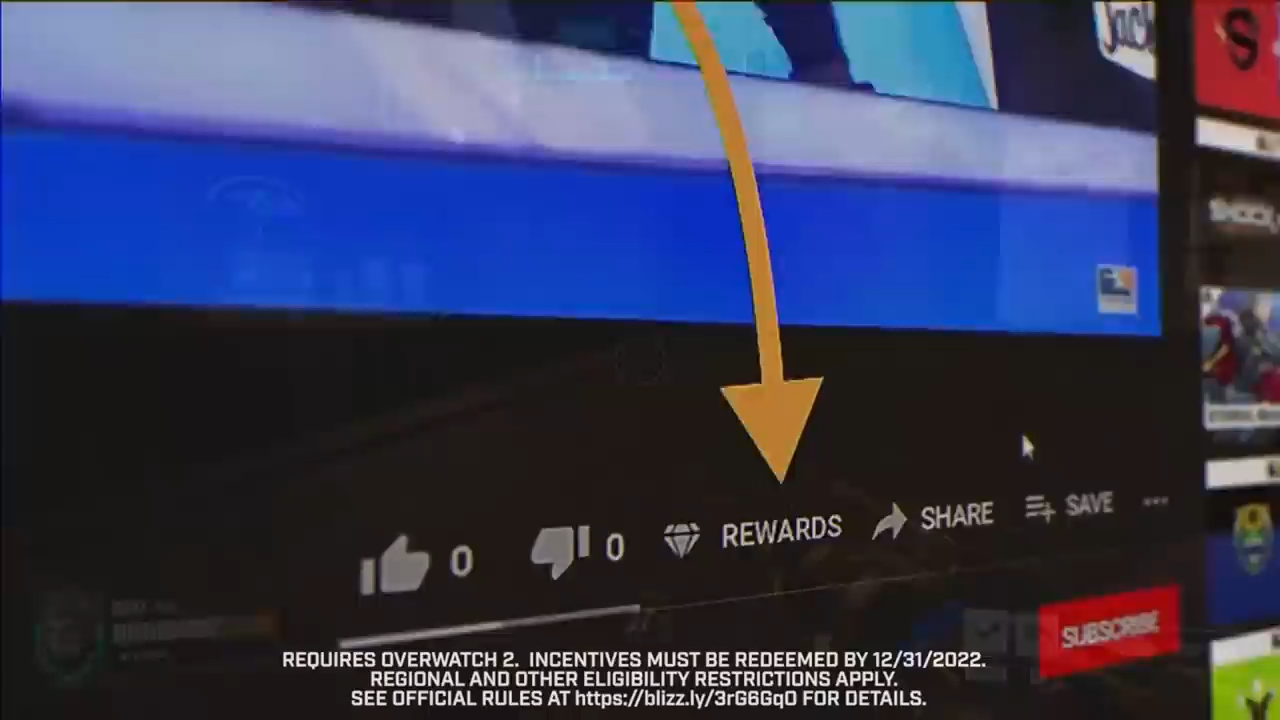 Jack
S
0
0
REWARDS
SHARE
SAVE
SUBSCRIBE
REQUIRES OVERWATCH 2. INCENTIVES MUST BE REDEEMED BY 12/31/2022.
REGIONAL AND OTHER ELIGIBILITY RESTRICTIONS APPLY.
SEE OFFICIAL RULES AT https://blizz.ly/3rG6GqO FOR DETAILS.